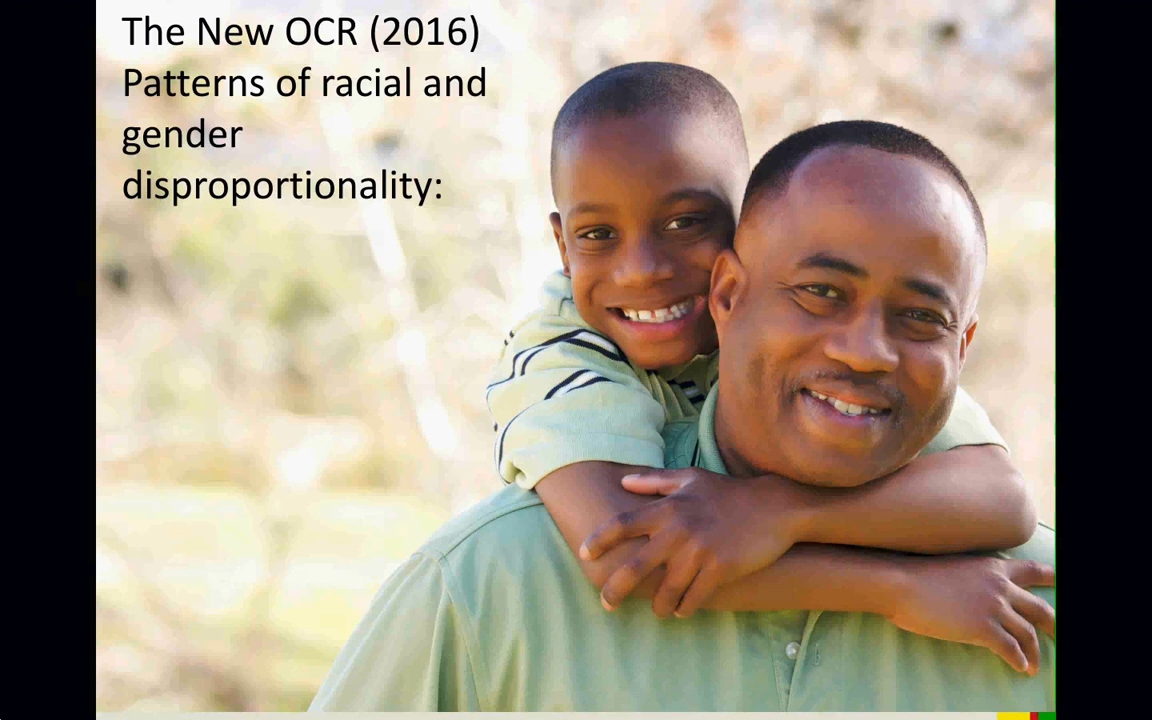 The New OCR (2016)
Patterns of racial and
gender
disproportionality: